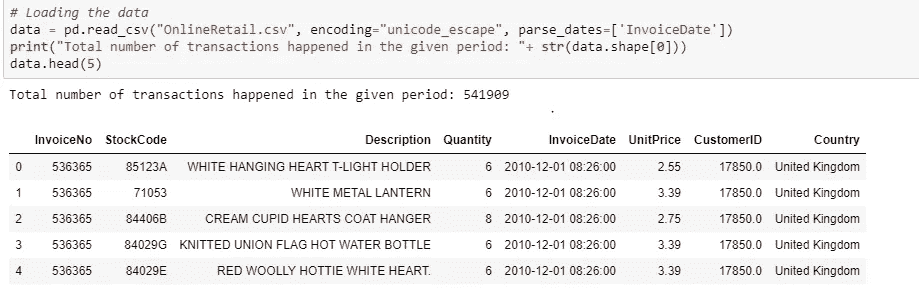 # Loading the data
data = pd.read_csv("OnlineRetail.csv", encoding="unicode_escape", parse_dates=['InvoiceDate'])
print("Total number of transactions happened in the given period: "+ str(data.shape[0]))
data.head(5)
Total number of transactions happened in the given period: 541909
InvoiceNo StockCode Description Quantity InvoiceDate UnitPrice CustomerID Country
0 536365 85123A WHITE HANGING HEART T-LIGHT HOLDER 6 2010-12-01 08:26:00 2.55 17850.0 United Kingdom
1 536365 71053 WHITE METAL LANTERN 6 2010-12-01 08:26:00 3.39 17850.0 United Kingdom
2 536365 84406B CREAM CUPID HEARTS COAT HANGER 8 2010-12-01 08:26:00 2.75 17850.0 United Kingdom
3 536365 84029G KNITTED UNION FLAG HOT WATER BOTTLE 6 2010-12-01 08:26:00 3.39 17850.0 United Kingdom
4 536365 84029E RED WOOLLY HOTTIE WHITE HEART. 6 2010-12-01 08:26:00 3.39 17850.0 United Kingdom